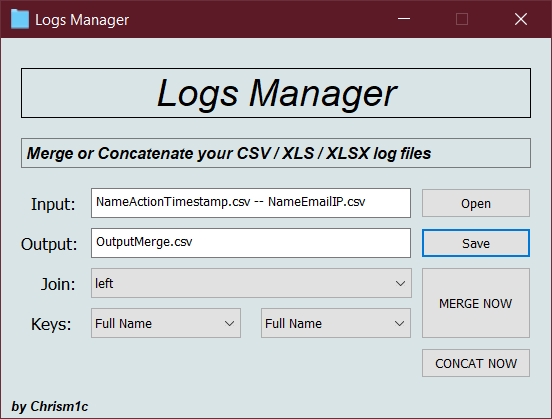 Logs Manager
Logs Manager
Merge or Concatenate your CSV / XLS / XLSX log files
Input: NameActionTimestamp.csv -- NameEmailIP.csv Open
Output: OutputMerge.csv Save
Join: left MERGE NOW
Keys: Full Name Full Name
CONCAT NOW
by Chrism1c